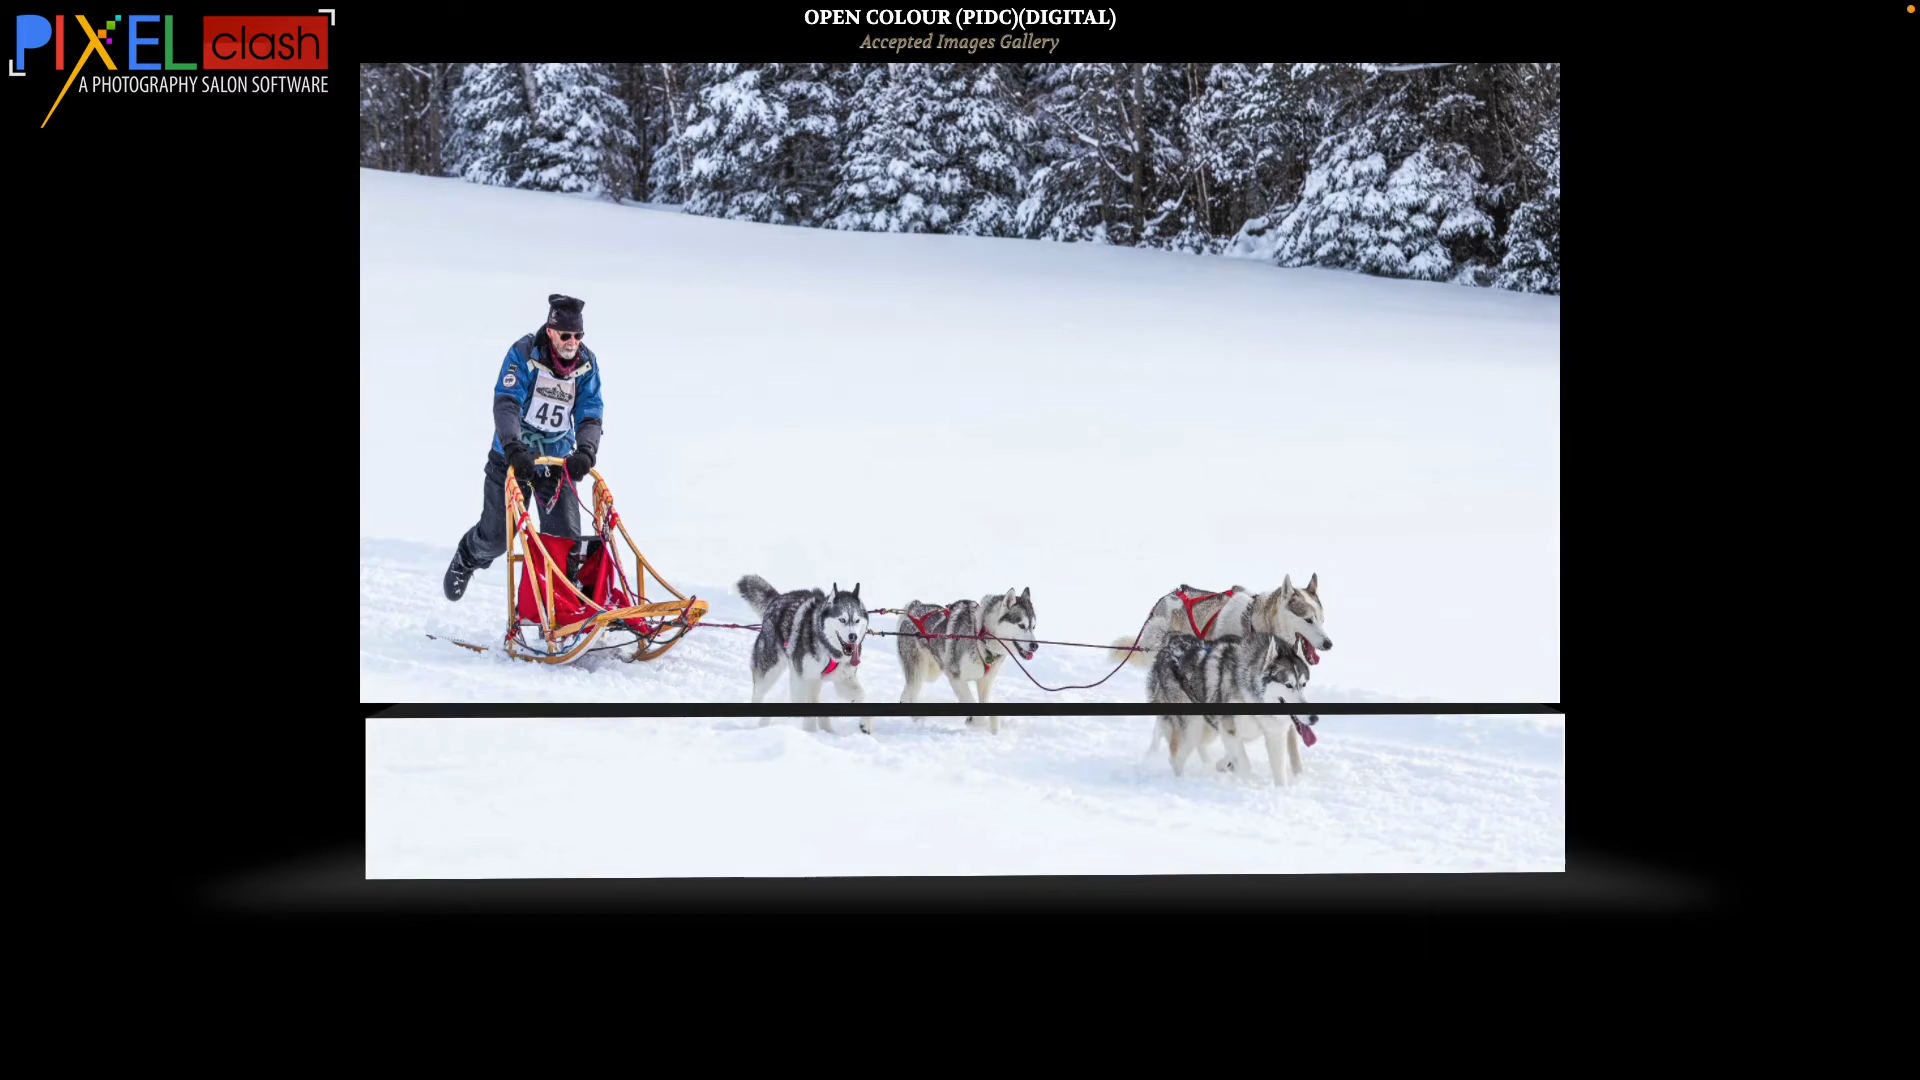 PIXEL clash
A PHOTOGRAPHY SALON SOFTWARE
OPEN COLOUR (PIDC)(DIGITAL)
Accepted Images Gallery
45